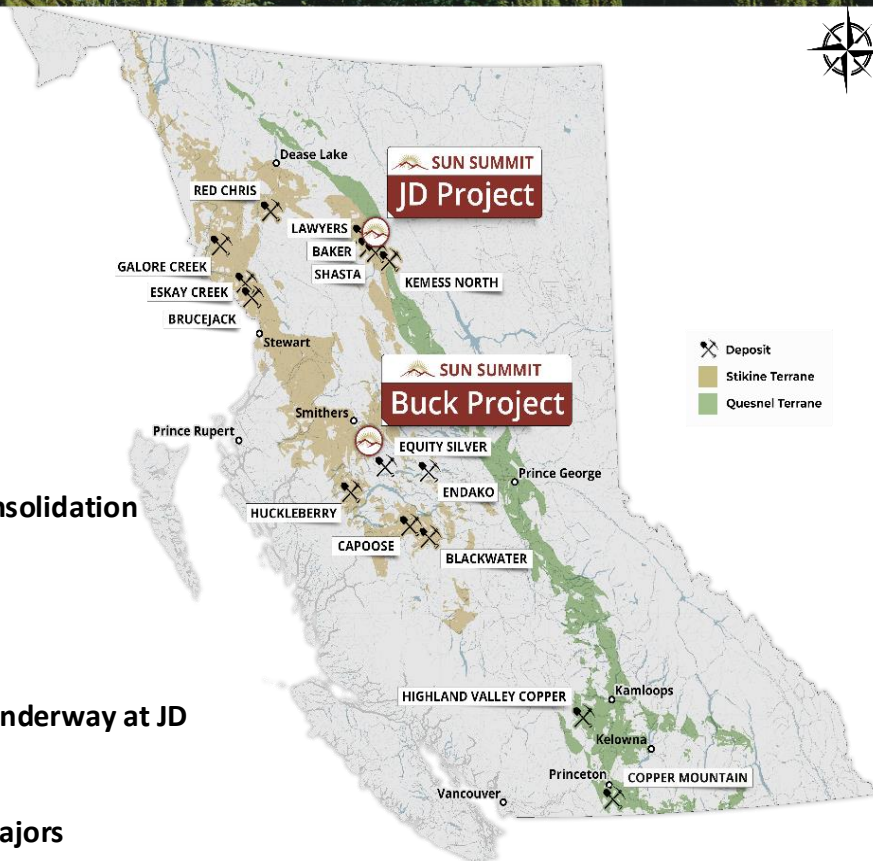 Dease Lake
SUN SUMMIT
JD Project
RED CHRIS
LAWYERS
BAKER
SHASTA
KEMESS NORTH
GALORE CREEK
ESKAY CREEK
BRUCEJACK
Stewart
Deposit
Stikine Terrane
Quesnel Terrane
SUN SUMMIT
Buck Project
Smithers
Prince Rupert
EQUITY SILVER
Prince George
ENDAKO
HUCKLEBERRY
nsolidation
CAPOOSE
BLACKWATER
HIGHLAND VALLEY COPPER
Kamloops
nderway at JD
Kelowna
Princeton
COPPER MOUNTAIN
Vancouver
ajors